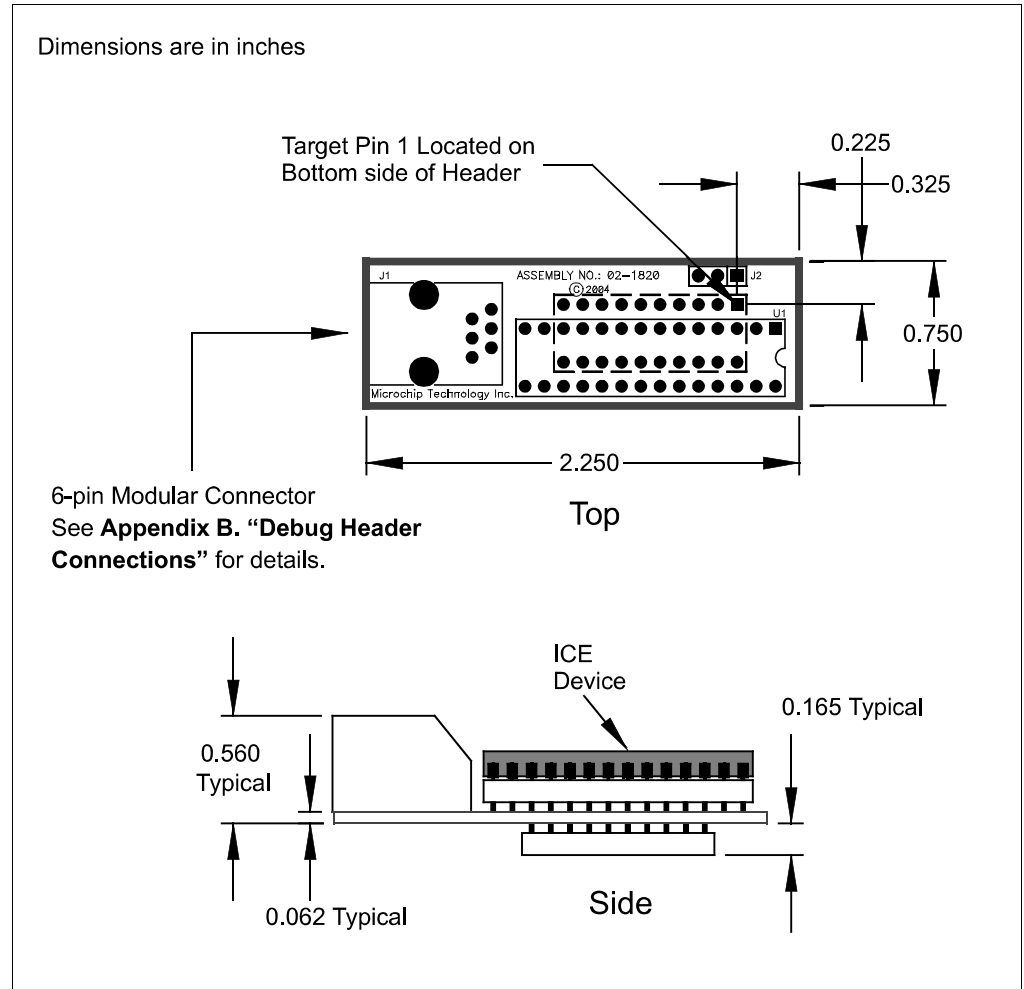 Dimensions are in inches
Target Pin 1 Located on
Bottom side of Header
0.225
0.325
J1
ASSEMBLY NO.: 02-1820
© 2004
J2
U1
0.750
Microchip Technology Inc.
2.250
6-pin Modular Connector
See Appendix B. “Debug Header
Connections” for details.
Top
ICE
Device
0.165 Typical
0.560
Typical
0.062 Typical
Side